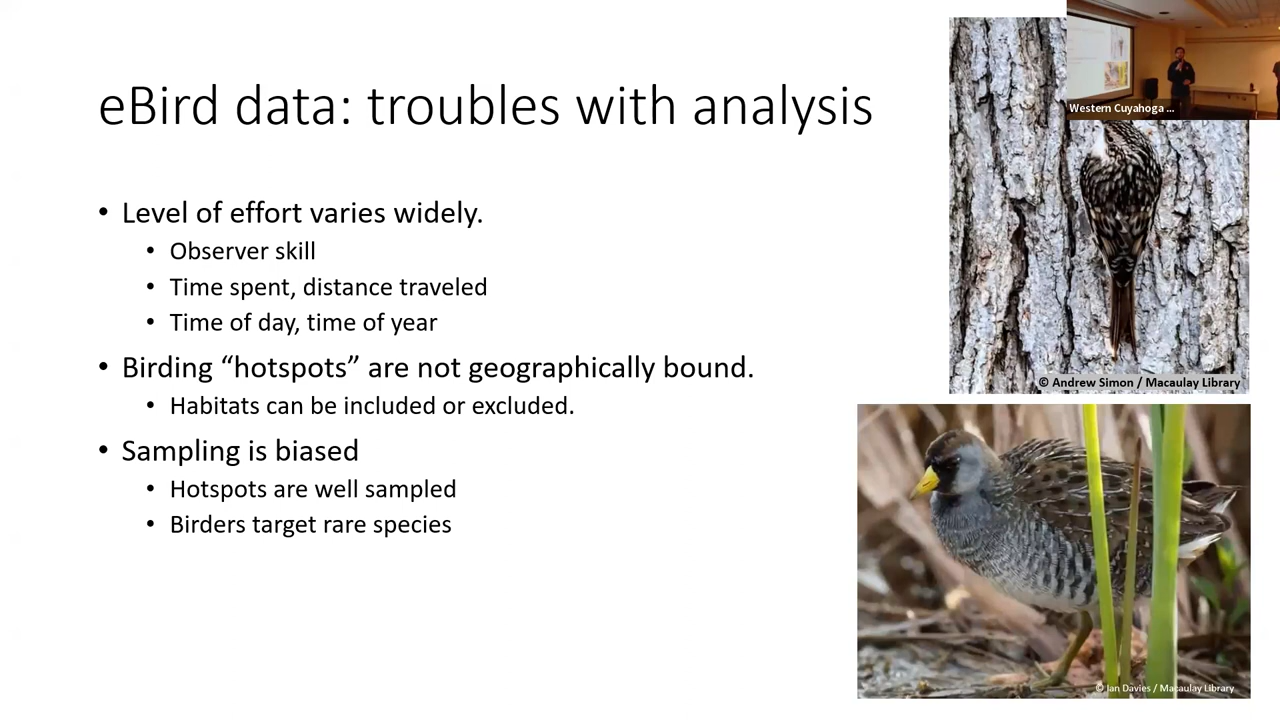 eBird data: troubles with analysis
• Level of effort varies widely.
• Observer skill
• Time spent, distance traveled
• Time of day, time of year
• Birding “hotspots” are not geographically bound.
• Habitats can be included or excluded.
• Sampling is biased
• Hotspots are well sampled
• Birders target rare species
Western Cuyahoga ...
© Andrew Simon / Macaulay Library
© Ian Davies / Macaulay Library